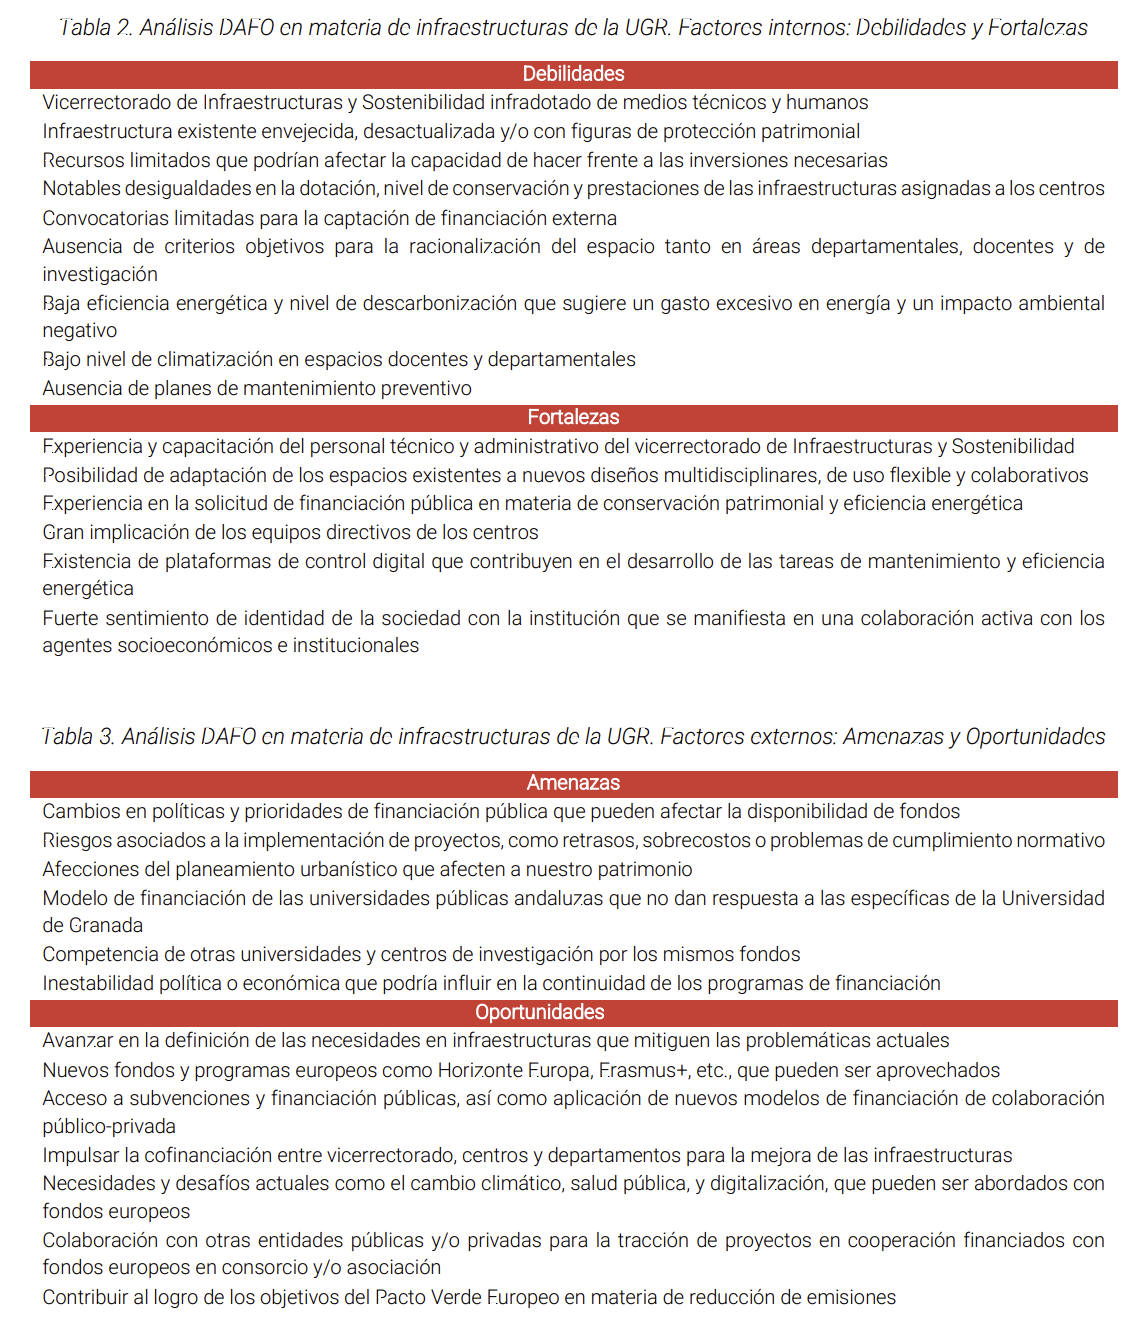 Tabla 2. Análisis DAFO en materia de infraestructuras de la UGR. Factores internos: Debilidades y Fortalezas
Debilidades
Vicerrectorado de Infraestructuras y Sostenibilidad infradotado de medios técnicos y humanos
Infraestructura existente envejecida, desactualizada y/o con figuras de protección patrimonial
Recursos limitados que podrían afectar la capacidad de hacer frente a las inversiones necesarias
Notables desigualdades en la dotación, nivel de conservación y prestaciones de las infraestructuras asignadas a los centros
Convocatorias limitadas para la captación de financiación externa
Ausencia de criterios objetivos para la racionalización del espacio tanto en áreas departamentales, docentes y de
investigación
Baja eficiencia energética y nivel de descarbonización que sugiere un gasto excesivo en energía y un impacto ambiental
negativo
Bajo nivel de climatización en espacios docentes y departamentales
Ausencia de planes de mantenimiento preventivo
Fortalezas
Experiencia y capacitación del personal técnico y administrativo del vicerrectorado de Infraestructuras y Sostenibilidad
Posibilidad de adaptación de los espacios existentes a nuevos diseños multidisciplinares, de uso flexible y colaborativos
Experiencia en la solicitud de financiación pública en materia de conservación patrimonial y eficiencia energética
Gran implicación de los equipos directivos de los centros
Existencia de plataformas de control digital que contribuyen en el desarrollo de las tareas de mantenimiento y eficiencia
energética
Fuerte sentimiento de identidad de la sociedad con la institución que se manifiesta en una colaboración activa con los
agentes socioeconómicos e institucionales
Tabla 3. Análisis DAFO en materia de infraestructuras de la UGR. Factores externos: Amenazas y Oportunidades
Amenazas
Cambios en políticas y prioridades de financiación pública que pueden afectar la disponibilidad de fondos
Riesgos asociados a la implementación de proyectos, como retrasos, sobrecostos o problemas de cumplimiento normativo
Afecciones del planeamiento urbanístico que afecten a nuestro patrimonio
Modelo de financiación de las universidades públicas andaluzas que no dan respuesta a las específicas de la Universidad
de Granada
Competencia de otras universidades y centros de investigación por los mismos fondos
Inestabilidad política o económica que podría influir en la continuidad de los programas de financiación
Oportunidades
Avanzar en la definición de las necesidades en infraestructuras que mitiguen las problemáticas actuales
Nuevos fondos y programas europeos como Horizonte Europa, Erasmus+, etc., que pueden ser aprovechados
Acceso a subvenciones y financiación públicas, así como aplicación de nuevos modelos de financiación de colaboración
público-privada
Impulsar la cofinanciación entre vicerrectorado, centros y departamentos para la mejora de las infraestructuras
Necesidades y desafíos actuales como el cambio climático, salud pública, y digitalización, que pueden ser abordados con
fondos europeos
Colaboración con otras entidades públicas y/o privadas para la tracción de proyectos en cooperación financiados con
fondos europeos en consorcio y/o asociación
Contribuir al logro de los objetivos del Pacto Verde Europeo en materia de reducción de emisiones